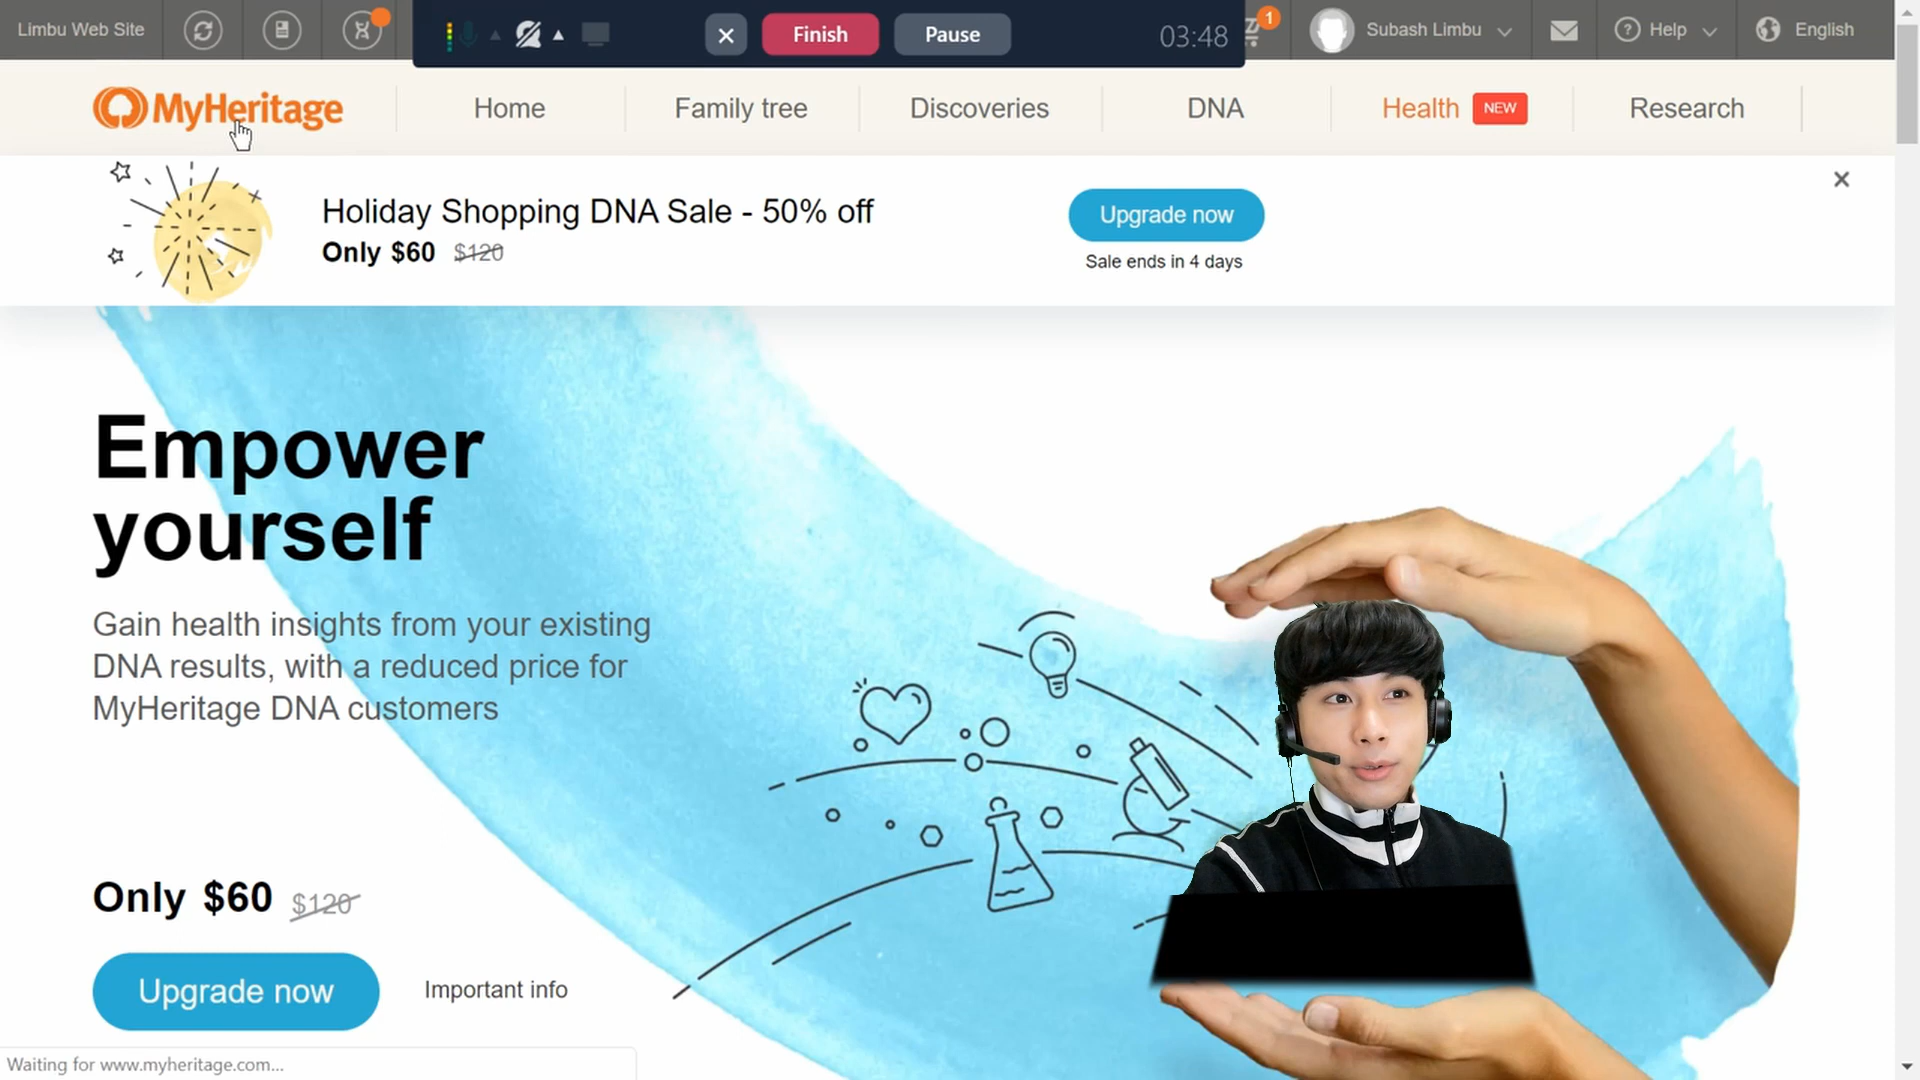 Limbu Web Site
Finish
Pause
03:48
1
Subash Limbu
Help
English
MyHeritage
Home
Family tree
Discoveries
DNA
Health NEW
Research
Holiday Shopping DNA Sale - 50% off
Only $60 $120
Upgrade now
Sale ends in 4 days
Empower
yourself
Gain health insights from your existing
DNA results, with a reduced price for
MyHeritage DNA customers
Only $60 $120
Upgrade now
Important info
Waiting for www.myheritage.com...